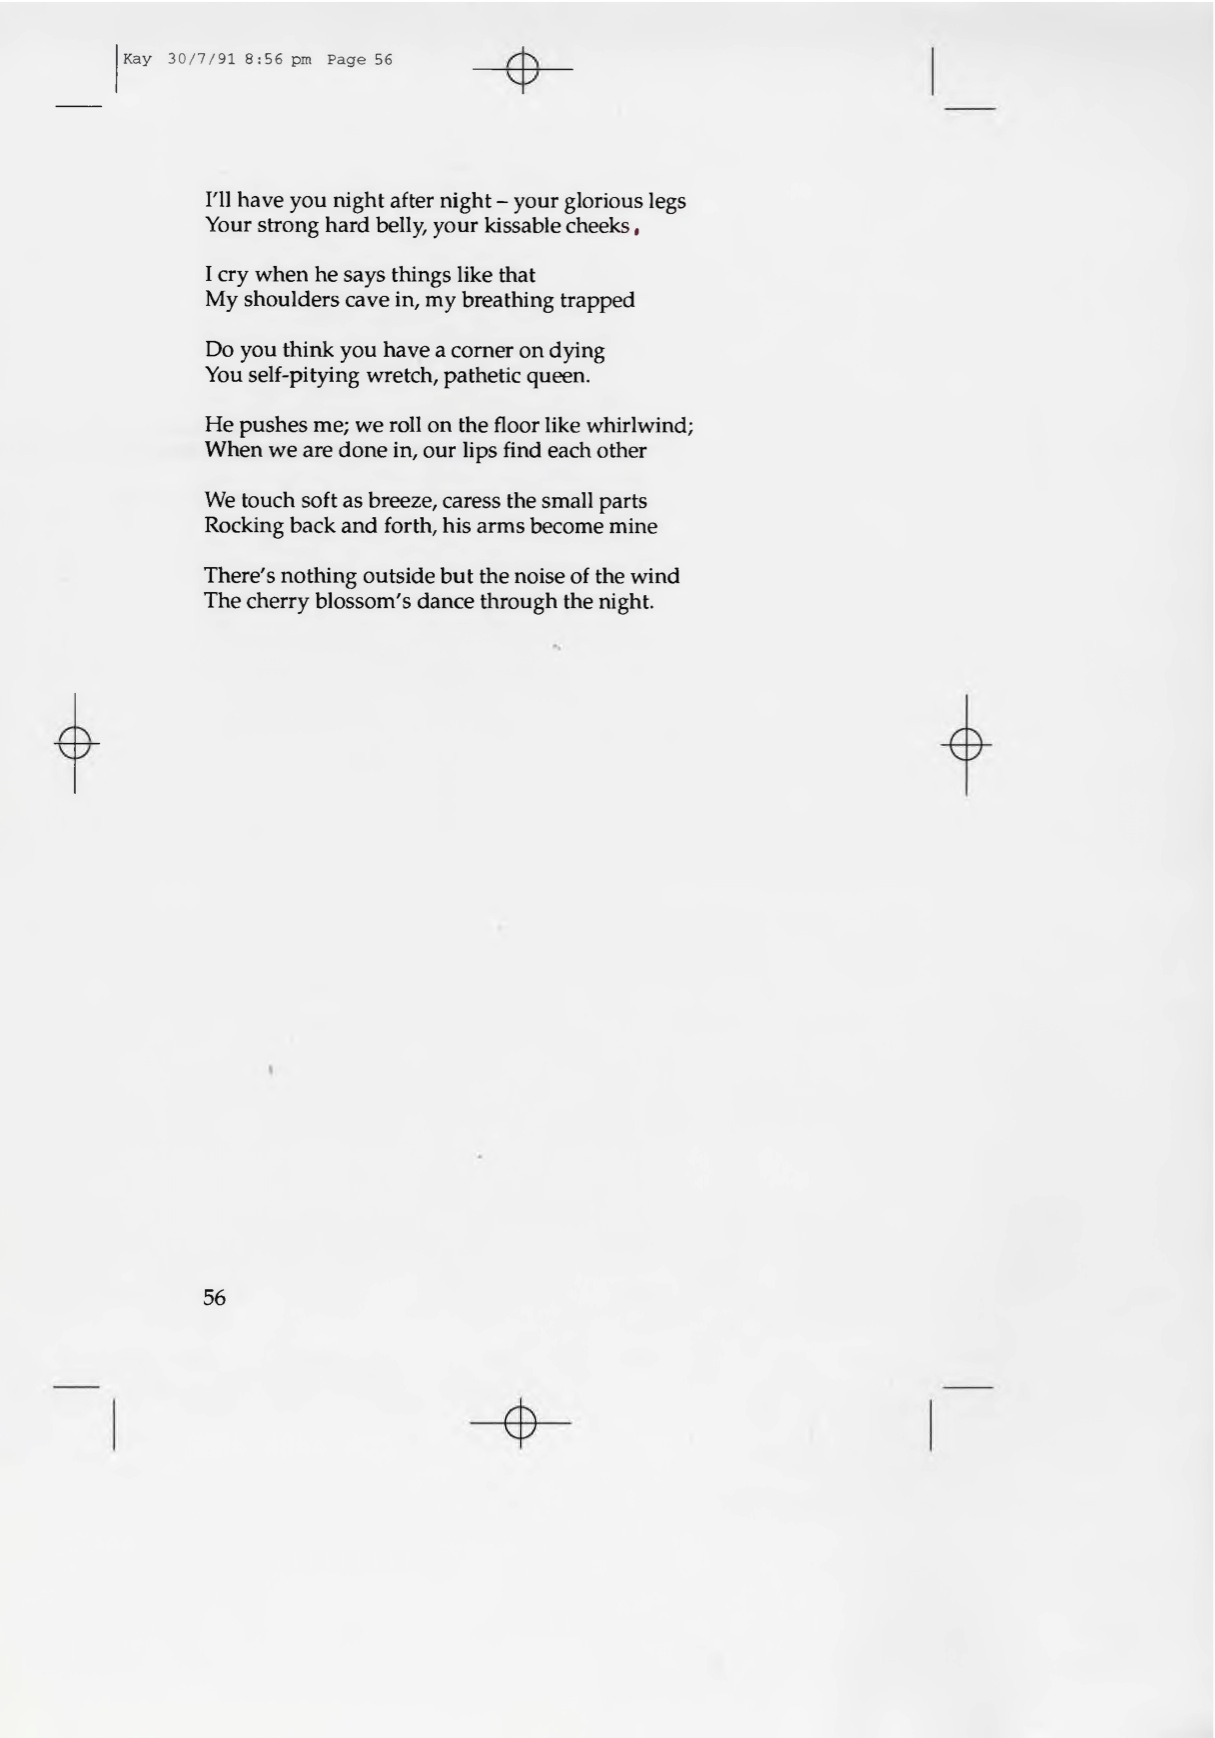 Kay 30/7/91 8:56 pm Page 56
I'll have you night after night – your glorious legs
Your strong hard belly, your kissable cheeks,
I cry when he says things like that
My shoulders cave in, my breathing trapped
Do you think you have a corner on dying
You self-pitying wretch, pathetic queen.
He pushes me; we roll on the floor like whirlwind;
When we are done in, our lips find each other
We touch soft as breeze, caress the small parts
Rocking back and forth, his arms become mine
There's nothing outside but the noise of the wind
The cherry blossom's dance through the night.
56